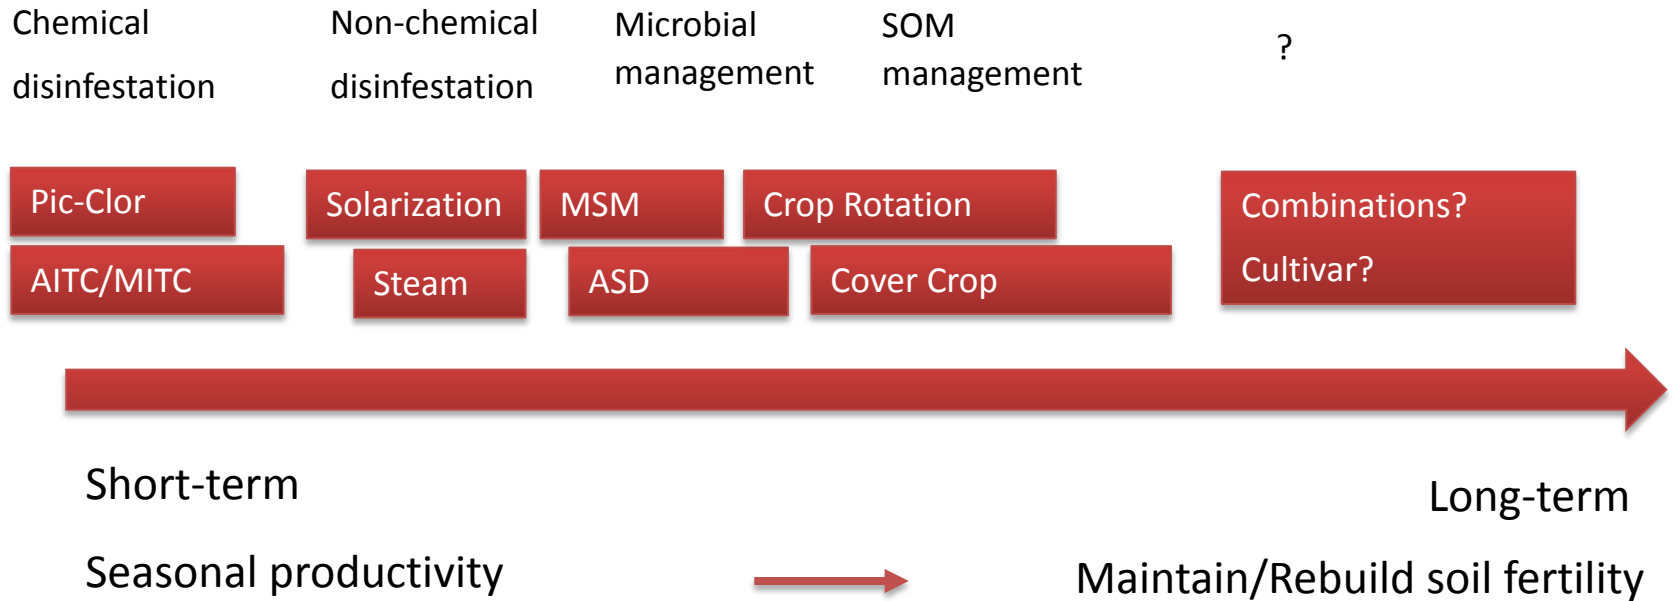 Chemical
disinfestation
Non-chemical
disinfestation
Microbial
management
SOM
management
?
Pic-Clor
AITC/MITC
Solarization
Steam
MSM
ASD
Crop Rotation
Cover Crop
Combinations?
Cultivar?
Short-term
Long-term
Seasonal productivity
Maintain/Rebuild soil fertility